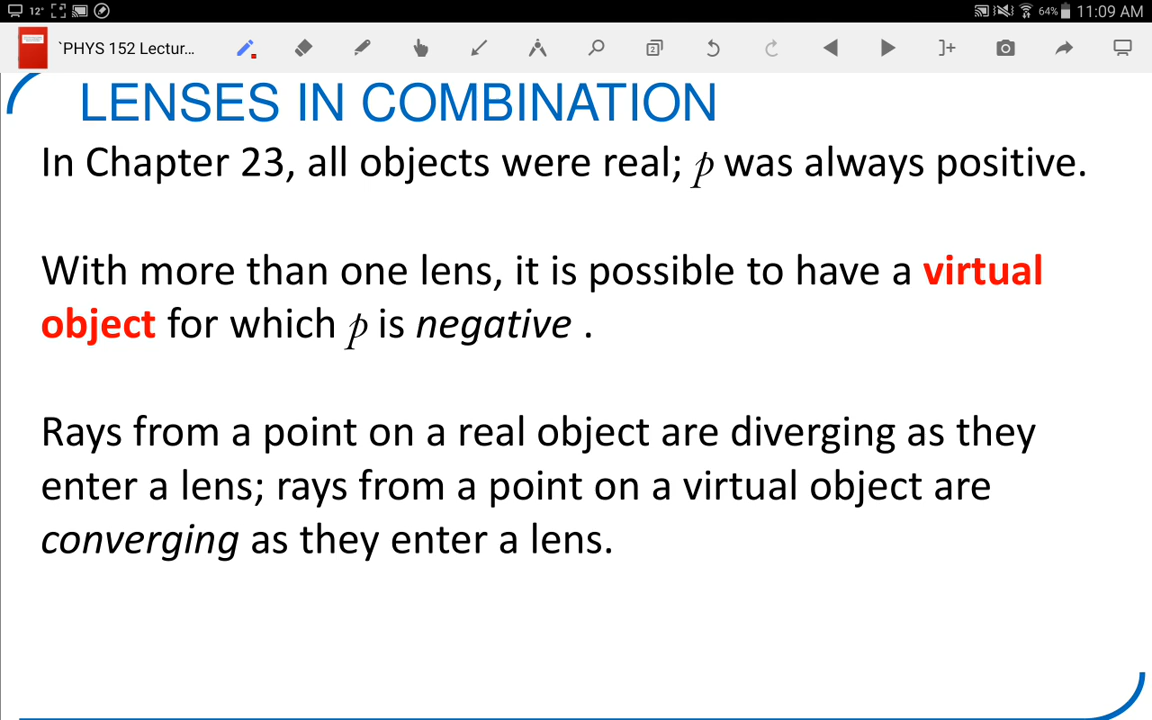 12° 64% 11:09 AM
`PHYS 152 Lectur... 2
LENSES IN COMBINATION
In Chapter 23, all objects were real; p was always positive.
With more than one lens, it is possible to have a virtual
object for which p is negative .
Rays from a point on a real object are diverging as they
enter a lens; rays from a point on a virtual object are
converging as they enter a lens.